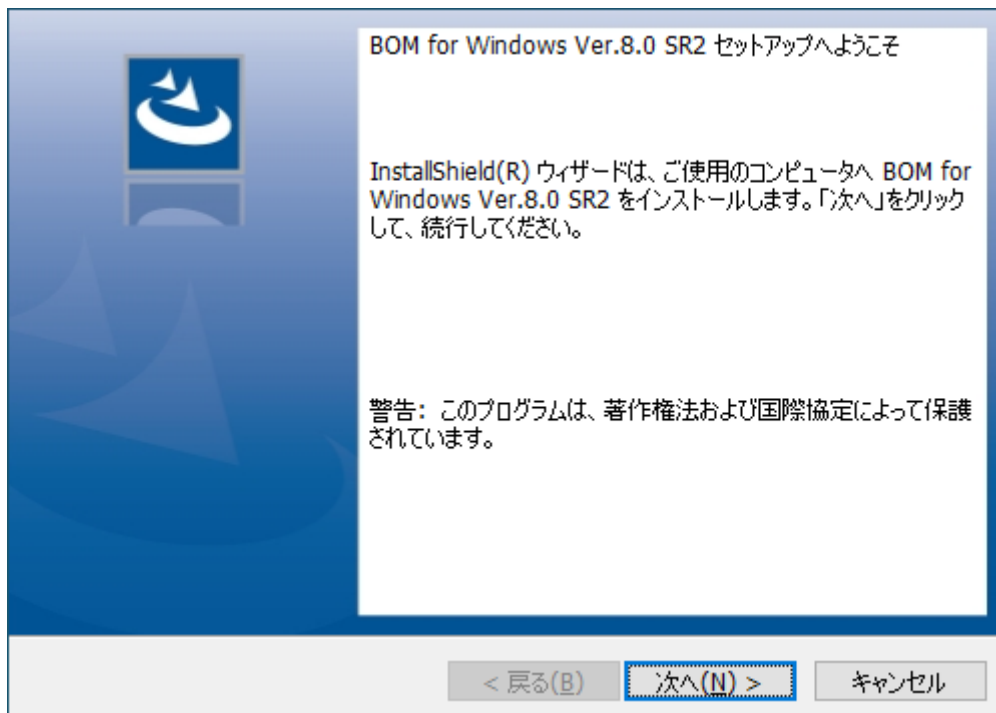 BOM for Windows Ver.8.0 SR2 セットアップへようこそ
InstallShield(R) ウィザードは、ご使用のコンピュータへ BOM for
Windows Ver.8.0 SR2 をインストールします。「次へ」をクリック
して、続行してください。
警告: このプログラムは、著作権法および国際協定によって保護
されています。
< 戻る(B)
次へ(N) >
キャンセル